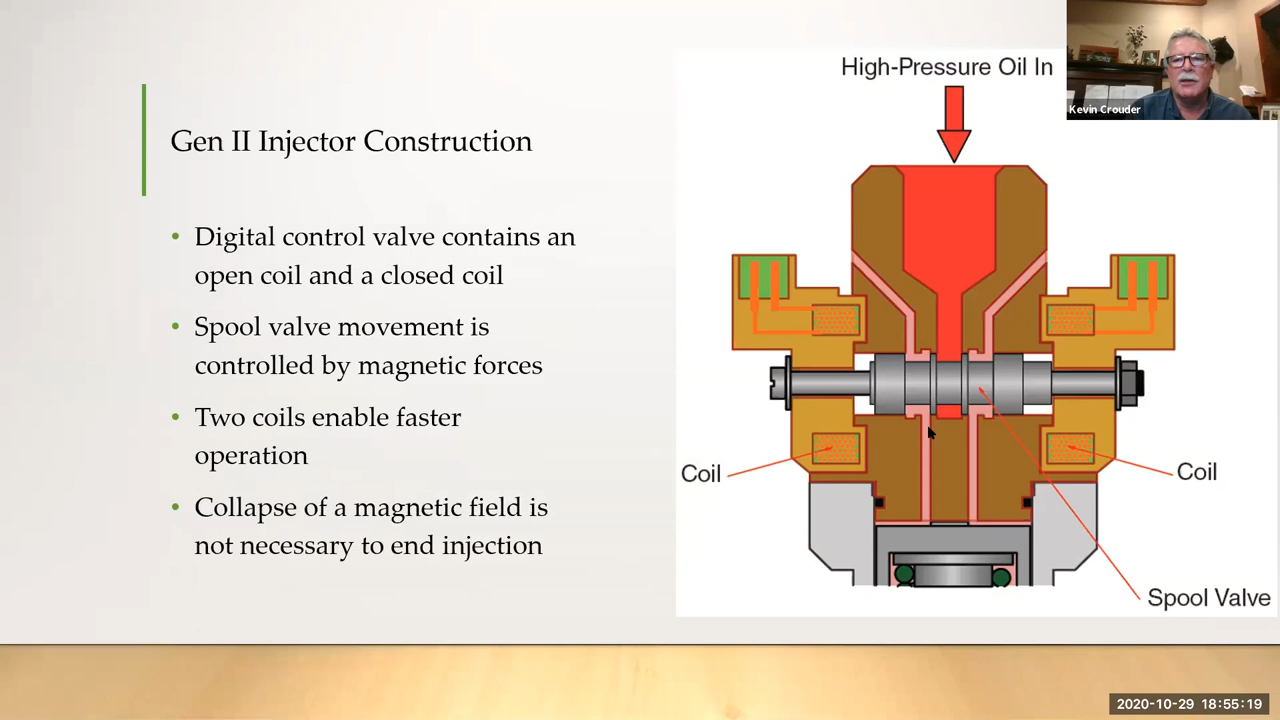 High-Pressure Oil In
Kevin Crouder
Gen II Injector Construction
• Digital control valve contains an
open coil and a closed coil
• Spool valve movement is
controlled by magnetic forces
• Two coils enable faster
operation
• Collapse of a magnetic field is
not necessary to end injection
Coil
Coil
Spool Valve
2020-10-29 18:55:19